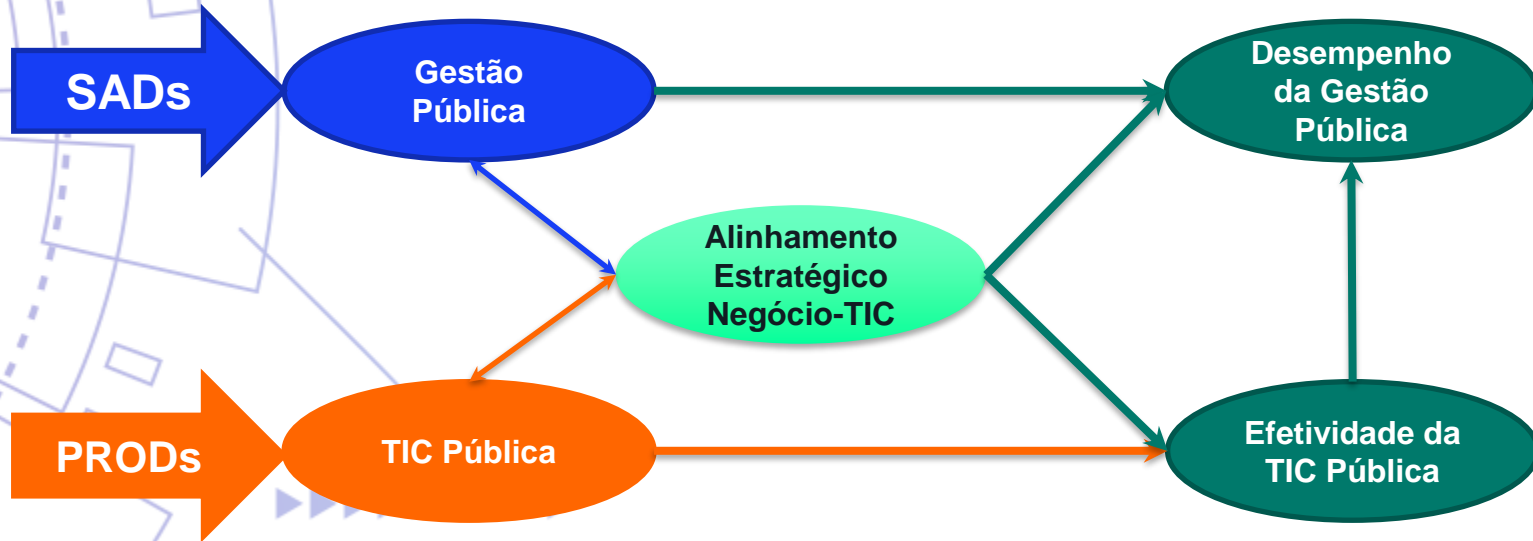 SADs
Gestão
Pública
Desempenho
da Gestão
Pública
Alinhamento
Estratégico
Negócio-TIC
PRODs
TIC Pública
Efetividade da
TIC Pública